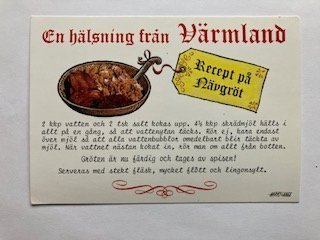 En hälsning från Värmland
Recept på
Nävgröt
2 kkp vatten och 2 tsk salt kokas upp. 4½ kkp skrädmjöl hälls i
allt på en gång, så att vattenytan täcks. Rör ej, bara endast
över mjöl så att alla vattenbubblor omedelbart blir täckta av
mjöl. När vattnet nästan kokat in, rör man om allt från botten.
Gröten är nu färdig och tages av spisen!
Serveras med stekt fläsk, mycket flött och lingonsylt.